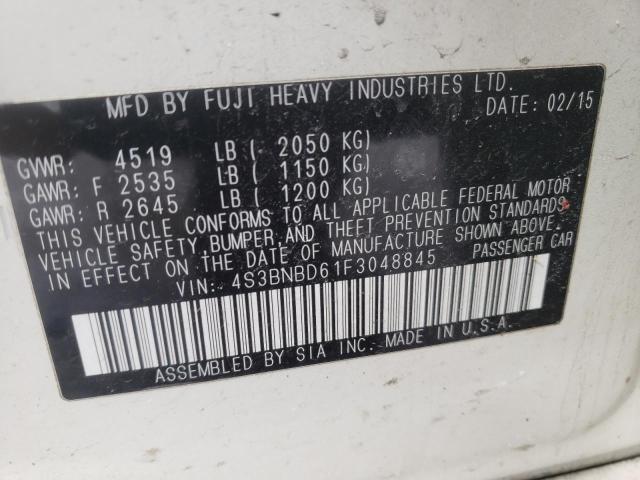 MFD BY FUJI HEAVY INDUSTRIES LTD.
DATE: 02/15
GVWR: 4519 LB ( 2050 KG)
GAWR: F 2535 LB ( 1150 KG)
GAWR: R 2645 LB ( 1200 KG)
THIS VEHICLE CONFORMS TO ALL APPLICABLE FEDERAL MOTOR
VEHICLE SAFETY, BUMPER, AND THEFT PREVENTION STANDARDS
IN EFFECT ON THE DATE OF MANUFACTURE SHOWN ABOVE.
VIN: 4S3BNBD61F3048845 PASSENGER CAR
ASSEMBLED BY SIA INC. MADE IN U.S.A.